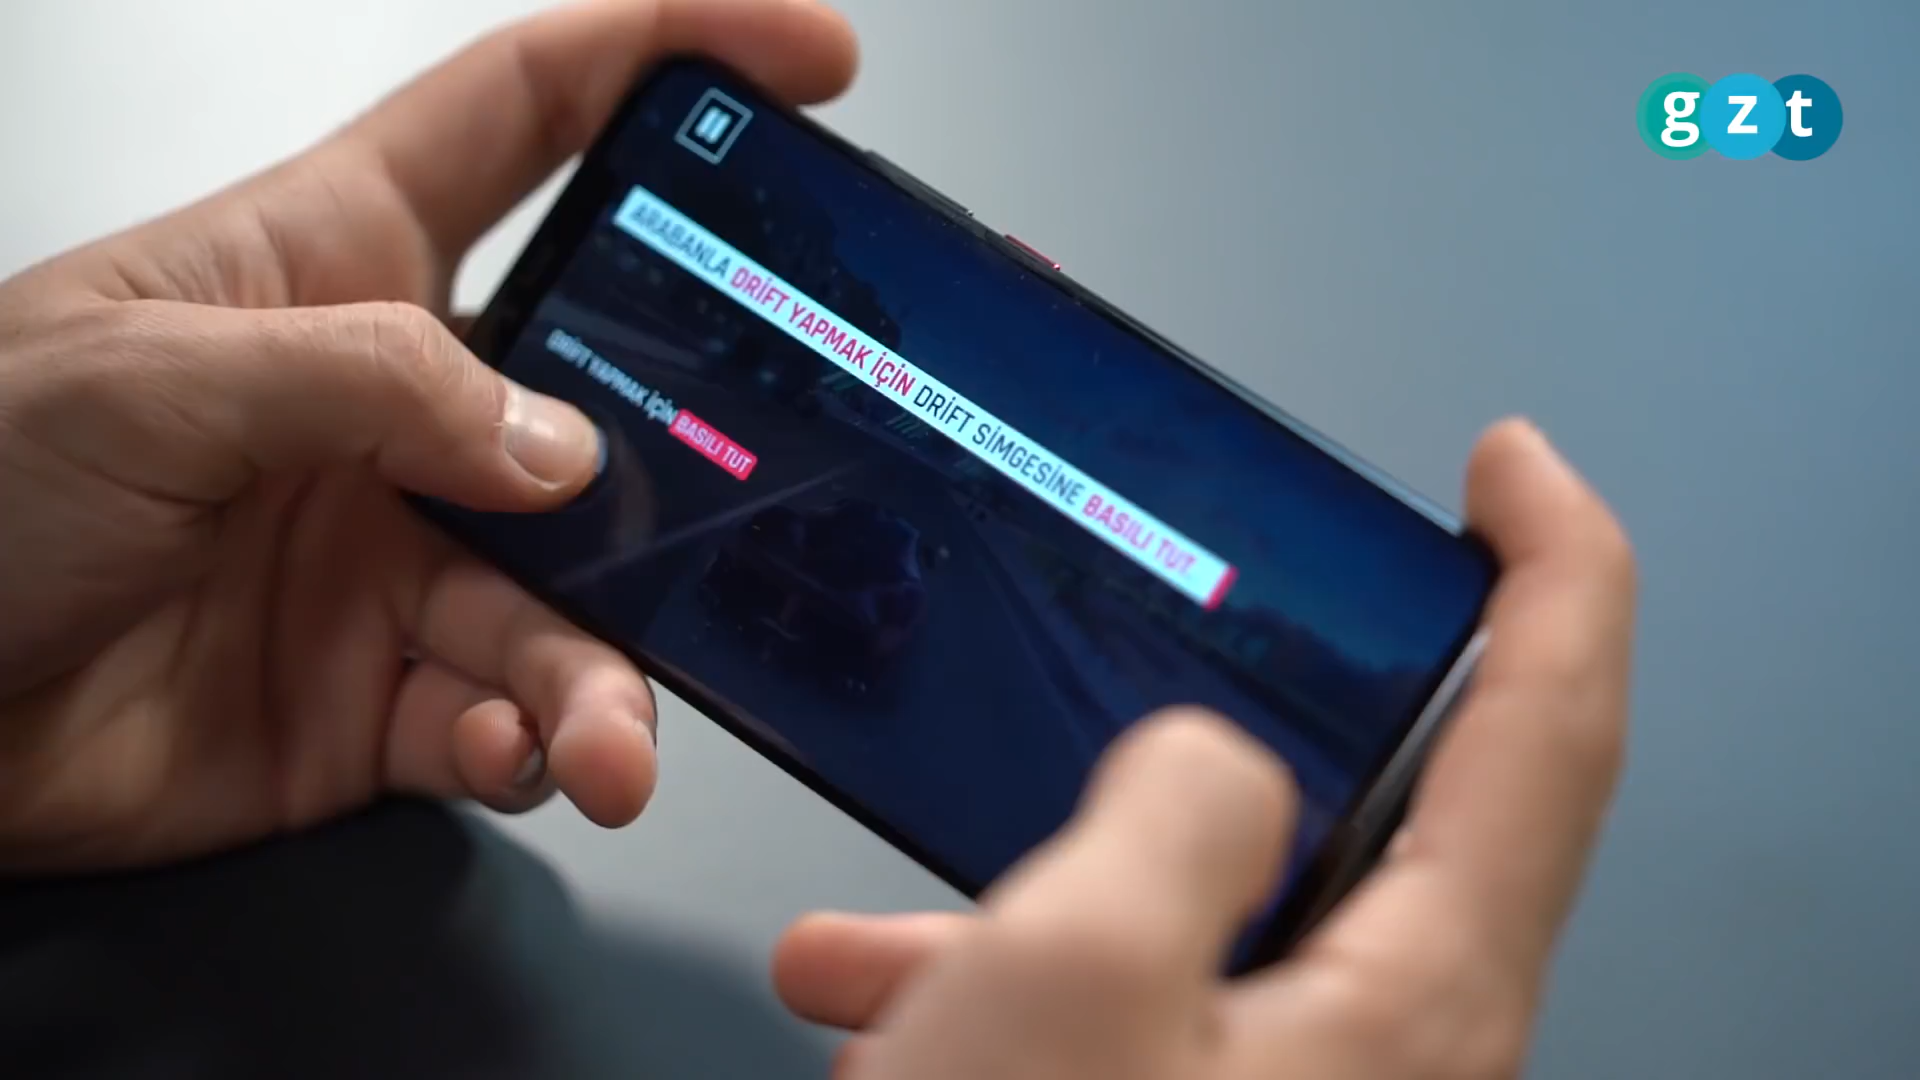 gzt
ARABANLA DRİFT YAPMAK İÇİN DRİFT SİMGESİNE BASILI TUT.
DRİFT YAPMAK İÇİN BASILI TUT